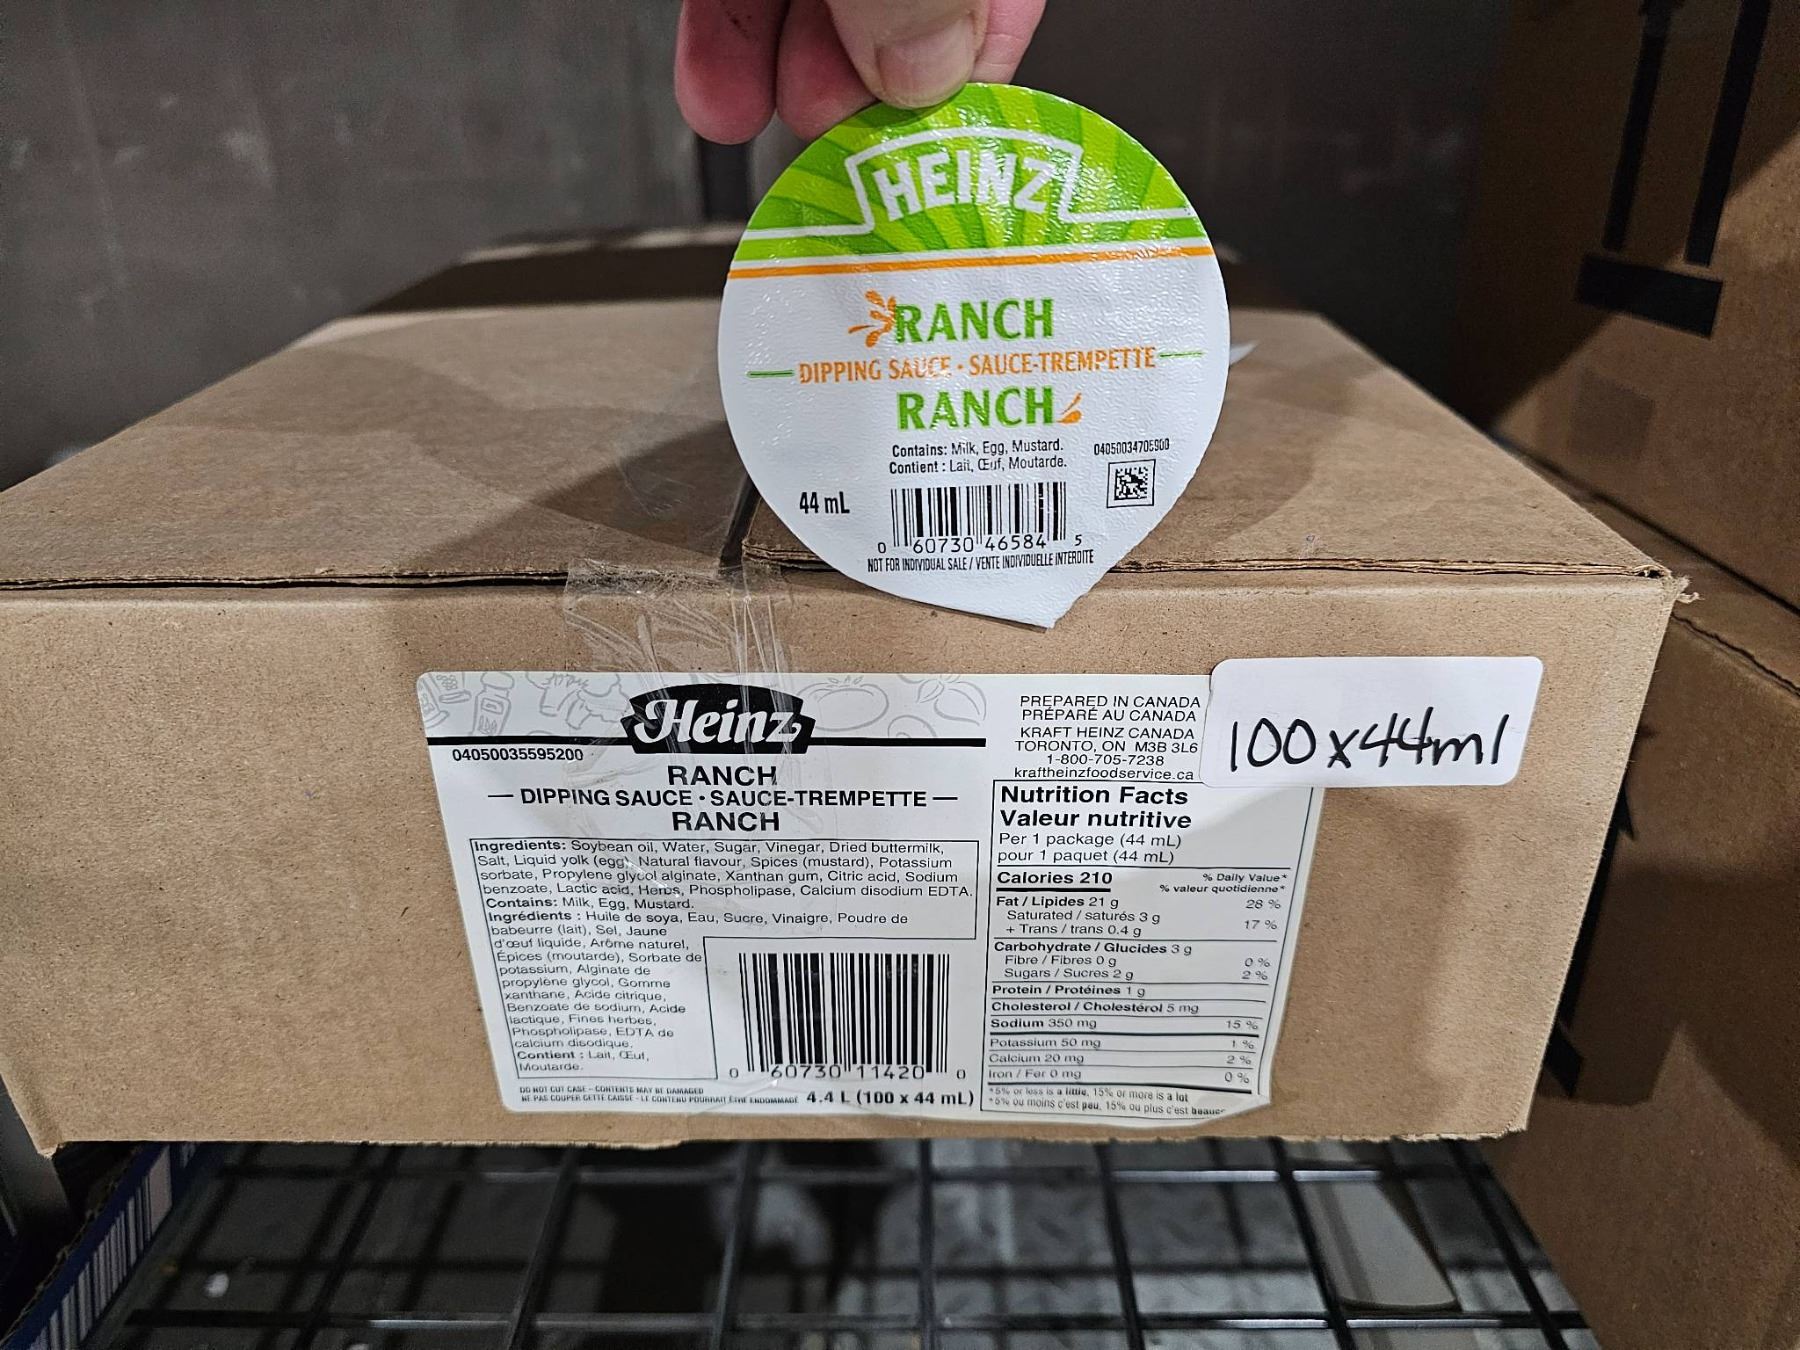 HEINZ
RANCH
DIPPING SAUCE • SAUCE-TREMPETTE
RANCH
Contains: Milk, Egg, Mustard.
Contient : Lait, Œuf, Moutarde.
04050034705900
44 mL
0 60730 46584 5
NOT FOR INDIVIDUAL SALE / VENTE INDIVIDUELLE INTERDITE
Heinz
04050035595200
RANCH
DIPPING SAUCE • SAUCE-TREMPETTE
RANCH
Ingredients: Soybean oil, Water, Sugar, Vinegar, Dried buttermilk,
Salt, Liquid yolk (egg), Natural flavour, Spices (mustard), Potassium
sorbate, Propylene glycol alginate, Xanthan gum, Citric acid, Sodium
benzoate, Lactic acid, Herbs, Phospholipase, Calcium disodium EDTA.
Contains: Milk, Egg, Mustard.
Ingrédients : Huile de soya, Eau, Sucre, Vinaigre, Poudre de
babeurre (lait), Sel, Jaune
d'œuf liquide, Arôme naturel,
Épices (moutarde), Sorbate de
potassium, Alginate de
propylène glycol, Gomme
xanthane, Acide citrique,
Benzoate de sodium, Acide
lactique, Fines herbes,
Phospholipase, EDTA de
calcium disodique.
Contient : Lait, Œuf,
Moutarde.
0 60730 11420 0
DO NOT CUT CASE - CONTENTS MAY BE DAMAGED
NE PAS COUPER CETTE CAISSE - LE CONTENU POURRAIT ÊTRE ENDOMMAGÉ
4.4 L (100 x 44 mL)
PREPARED IN CANADA
PRÉPARÉ AU CANADA
KRAFT HEINZ CANADA
TORONTO, ON M3B 3L6
1-800-705-7238
kraftheinzfoodservice.ca
100x44ml
Nutrition Facts
Valeur nutritive
Per 1 package (44 mL)
pour 1 paquet (44 mL)
Calories 210
% Daily Value*
% valeur quotidienne*
Fat / Lipides 21 g 28 %
Saturated / saturés 3 g
+ Trans / trans 0.4 g 17 %
Carbohydrate / Glucides 3 g
Fibre / Fibres 0 g 0 %
Sugars / Sucres 2 g 2 %
Protein / Protéines 1 g
Cholesterol / Cholestérol 5 mg
Sodium 350 mg 15 %
Potassium 50 mg 1 %
Calcium 20 mg 2 %
Iron / Fer 0 mg 0 %
*5% or less is a little, 15% or more is a lot
*5% ou moins c'est peu, 15% ou plus c'est